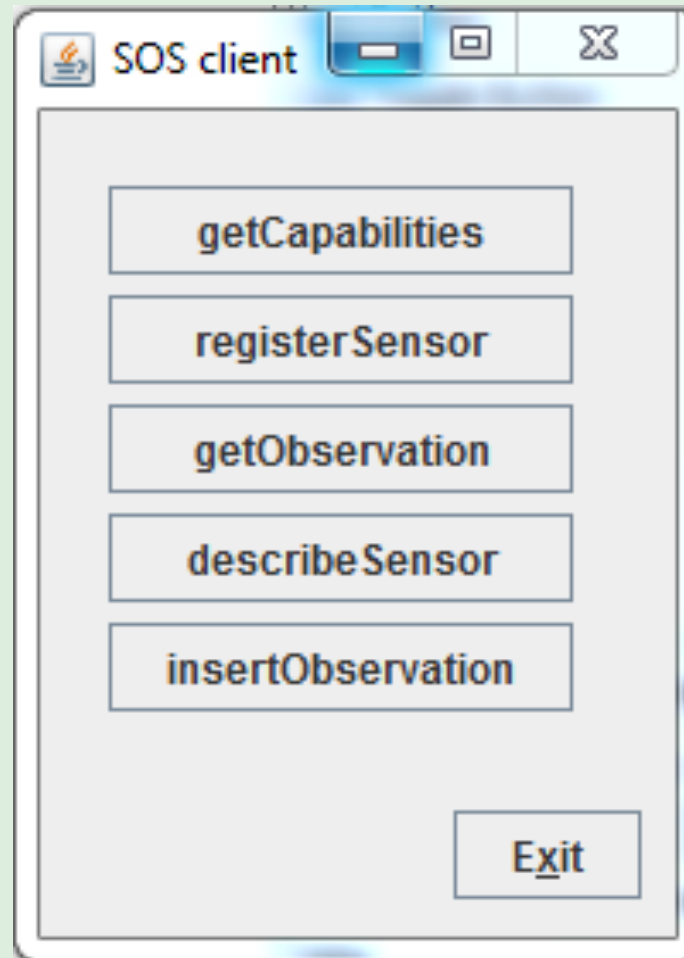 SOS client
getCapabilities
registerSensor
getObservation
describeSensor
insertObservation
Exit